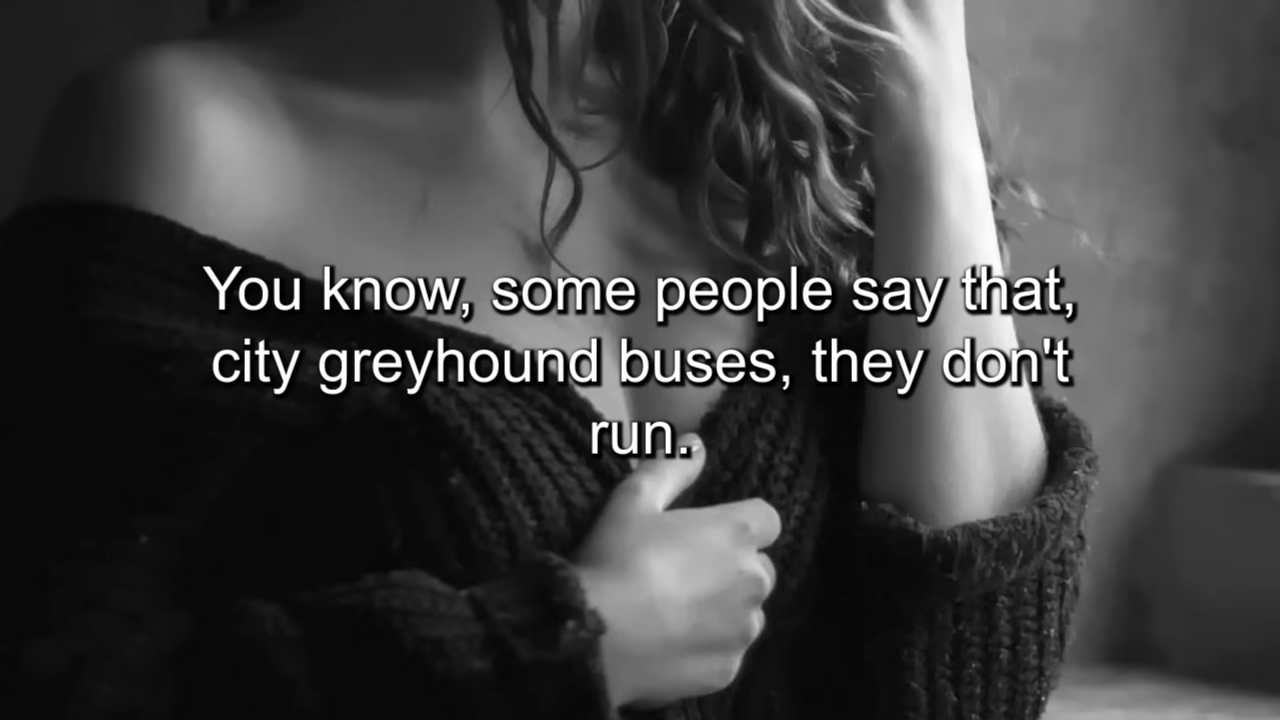 You know, some people say that,
city greyhound buses, they don't
run.